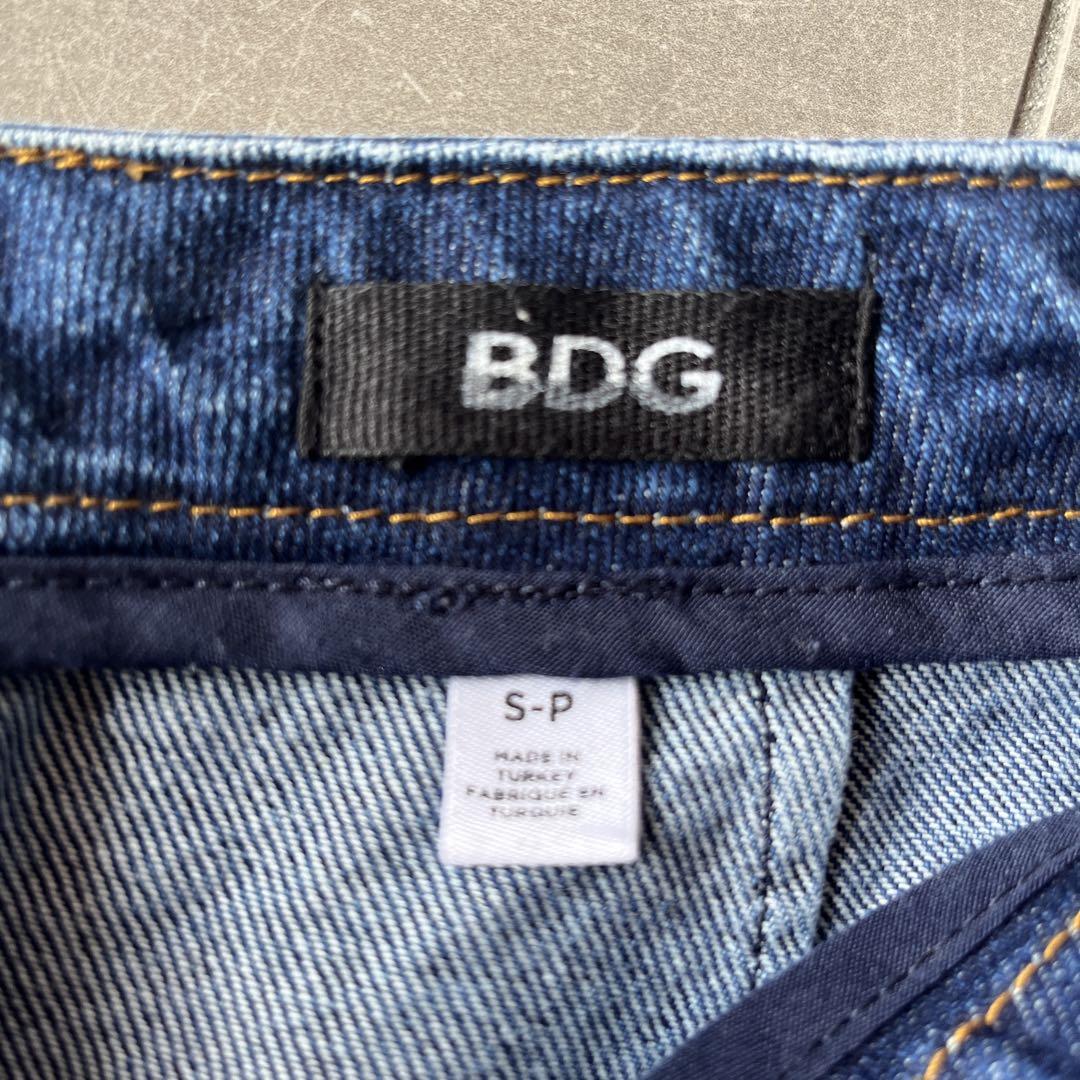 BDG
S-P
MADE IN
TURKEY
FABRIQUE EN
TURQUIE